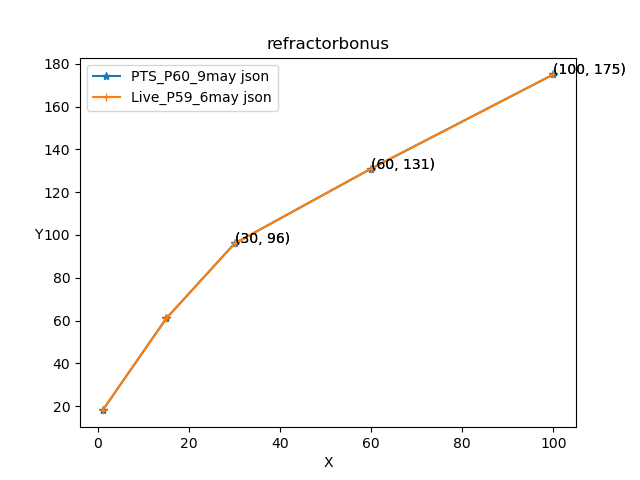 refractorbonus
PTS_P60_9may json
Live_P59_6may json
(100, 175)
(60, 131)
(30, 96)
180
160
140
120
100
80
60
40
20
Y
0 20 40 60 80 100
X